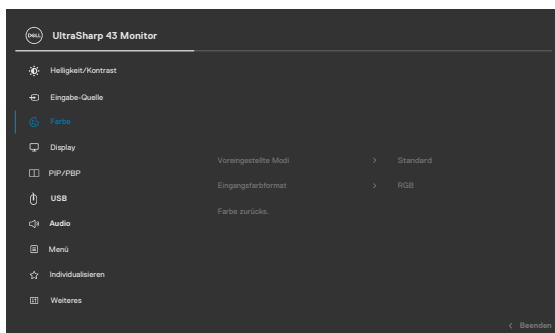 DELL UltraSharp 43 Monitor
Helligkeit/Kontrast
Eingabe-Quelle
Farbe
Display
Voreingestellte Modi > Standard
PIP/PBP
Eingangsfarbformat > RGB
USB
Farbe zurücks.
Audio
Menü
Individualisieren
Weiteres
< Beenden